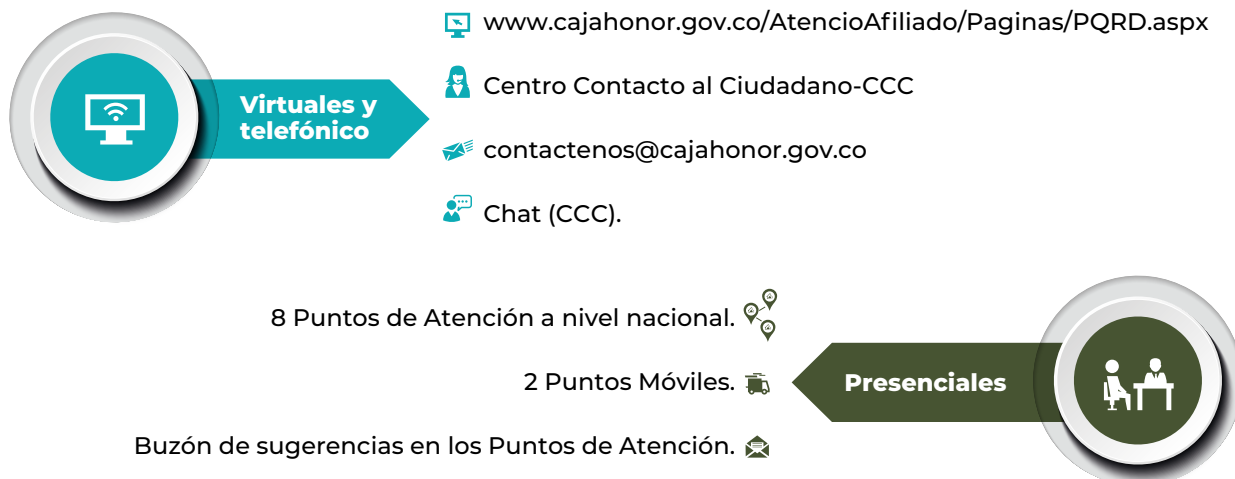 www.cajahonor.gov.co/AtencioAfiliado/Paginas/PQRD.aspx
Centro Contacto al Ciudadano-CCC
Virtuales y
telefónico
contactenos@cajahonor.gov.co
Chat (CCC).
8 Puntos de Atención a nivel nacional.
2 Puntos Móviles.
Presenciales
Buzón de sugerencias en los Puntos de Atención.